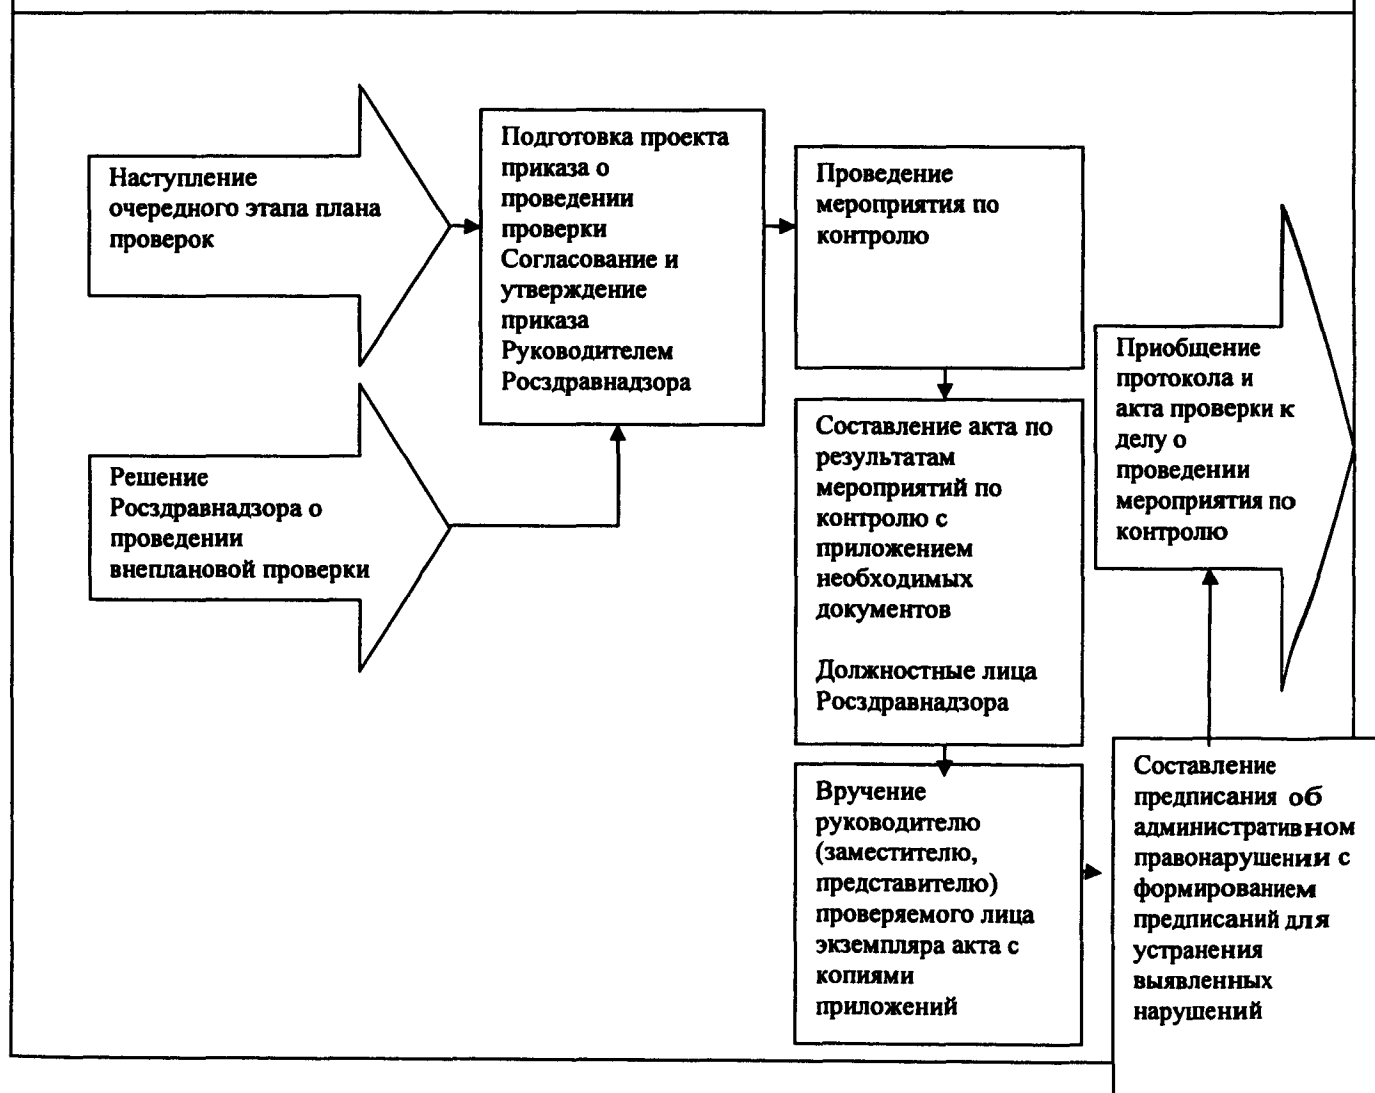 Наступление
очередного этапа плана
проверок
Решение
Росздравнадзора о
проведении
внеплановой проверки
Подготовка проекта
приказа о
проведении
проверки
Согласование и
утверждение
приказа
Руководителем
Росздравнадзора
Проведение
мероприятия по
контролю
Составление акта по
результатам
мероприятий по
контролю с
приложением
необходимых
документов
Должностные лица
Росздравнадзора
Вручение
руководителю
(заместителю,
представителю)
проверяемого лица
экземпляра акта с
копиями
приложений
Составление
предписания об
административном
правонарушении с
формированием
предписаний для
устранения
выявленных
нарушений
Приобщение
протокола и
акта проверки к
делу о
проведении
мероприятия по
контролю